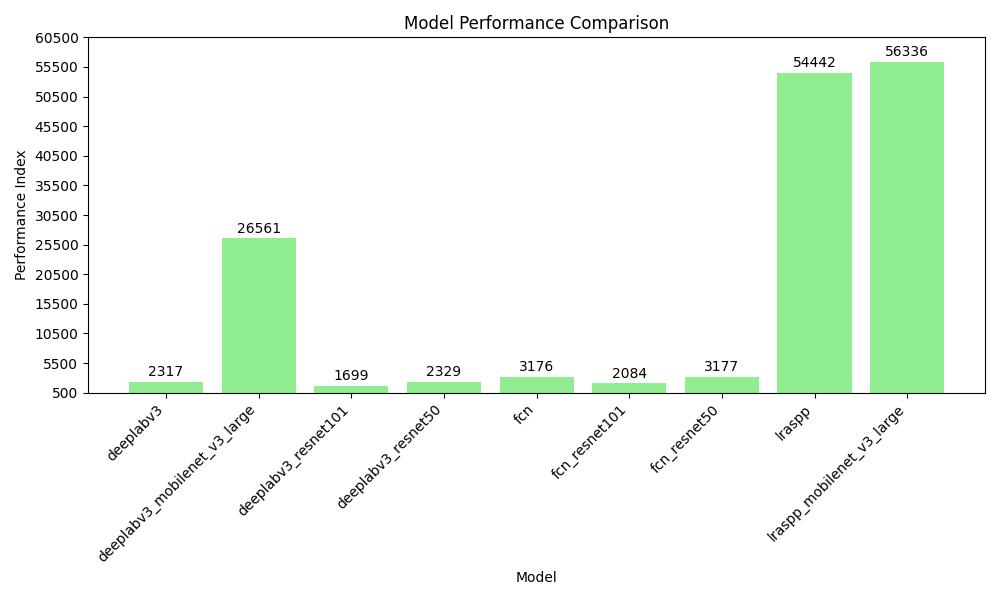 Model Performance Comparison
Performance Index
60500
55500
50500
45500
40500
35500
30500
25500
20500
15500
10500
5500
500
2317
26561
1699
2329
3176
2084
3177
54442
56336
deeplabv3
deeplabv3_mobilenet_v3_large
deeplabv3_resnet101
deeplabv3_resnet50
fcn
fcn_resnet101
fcn_resnet50
lraspp
lraspp_mobilenet_v3_large
Model